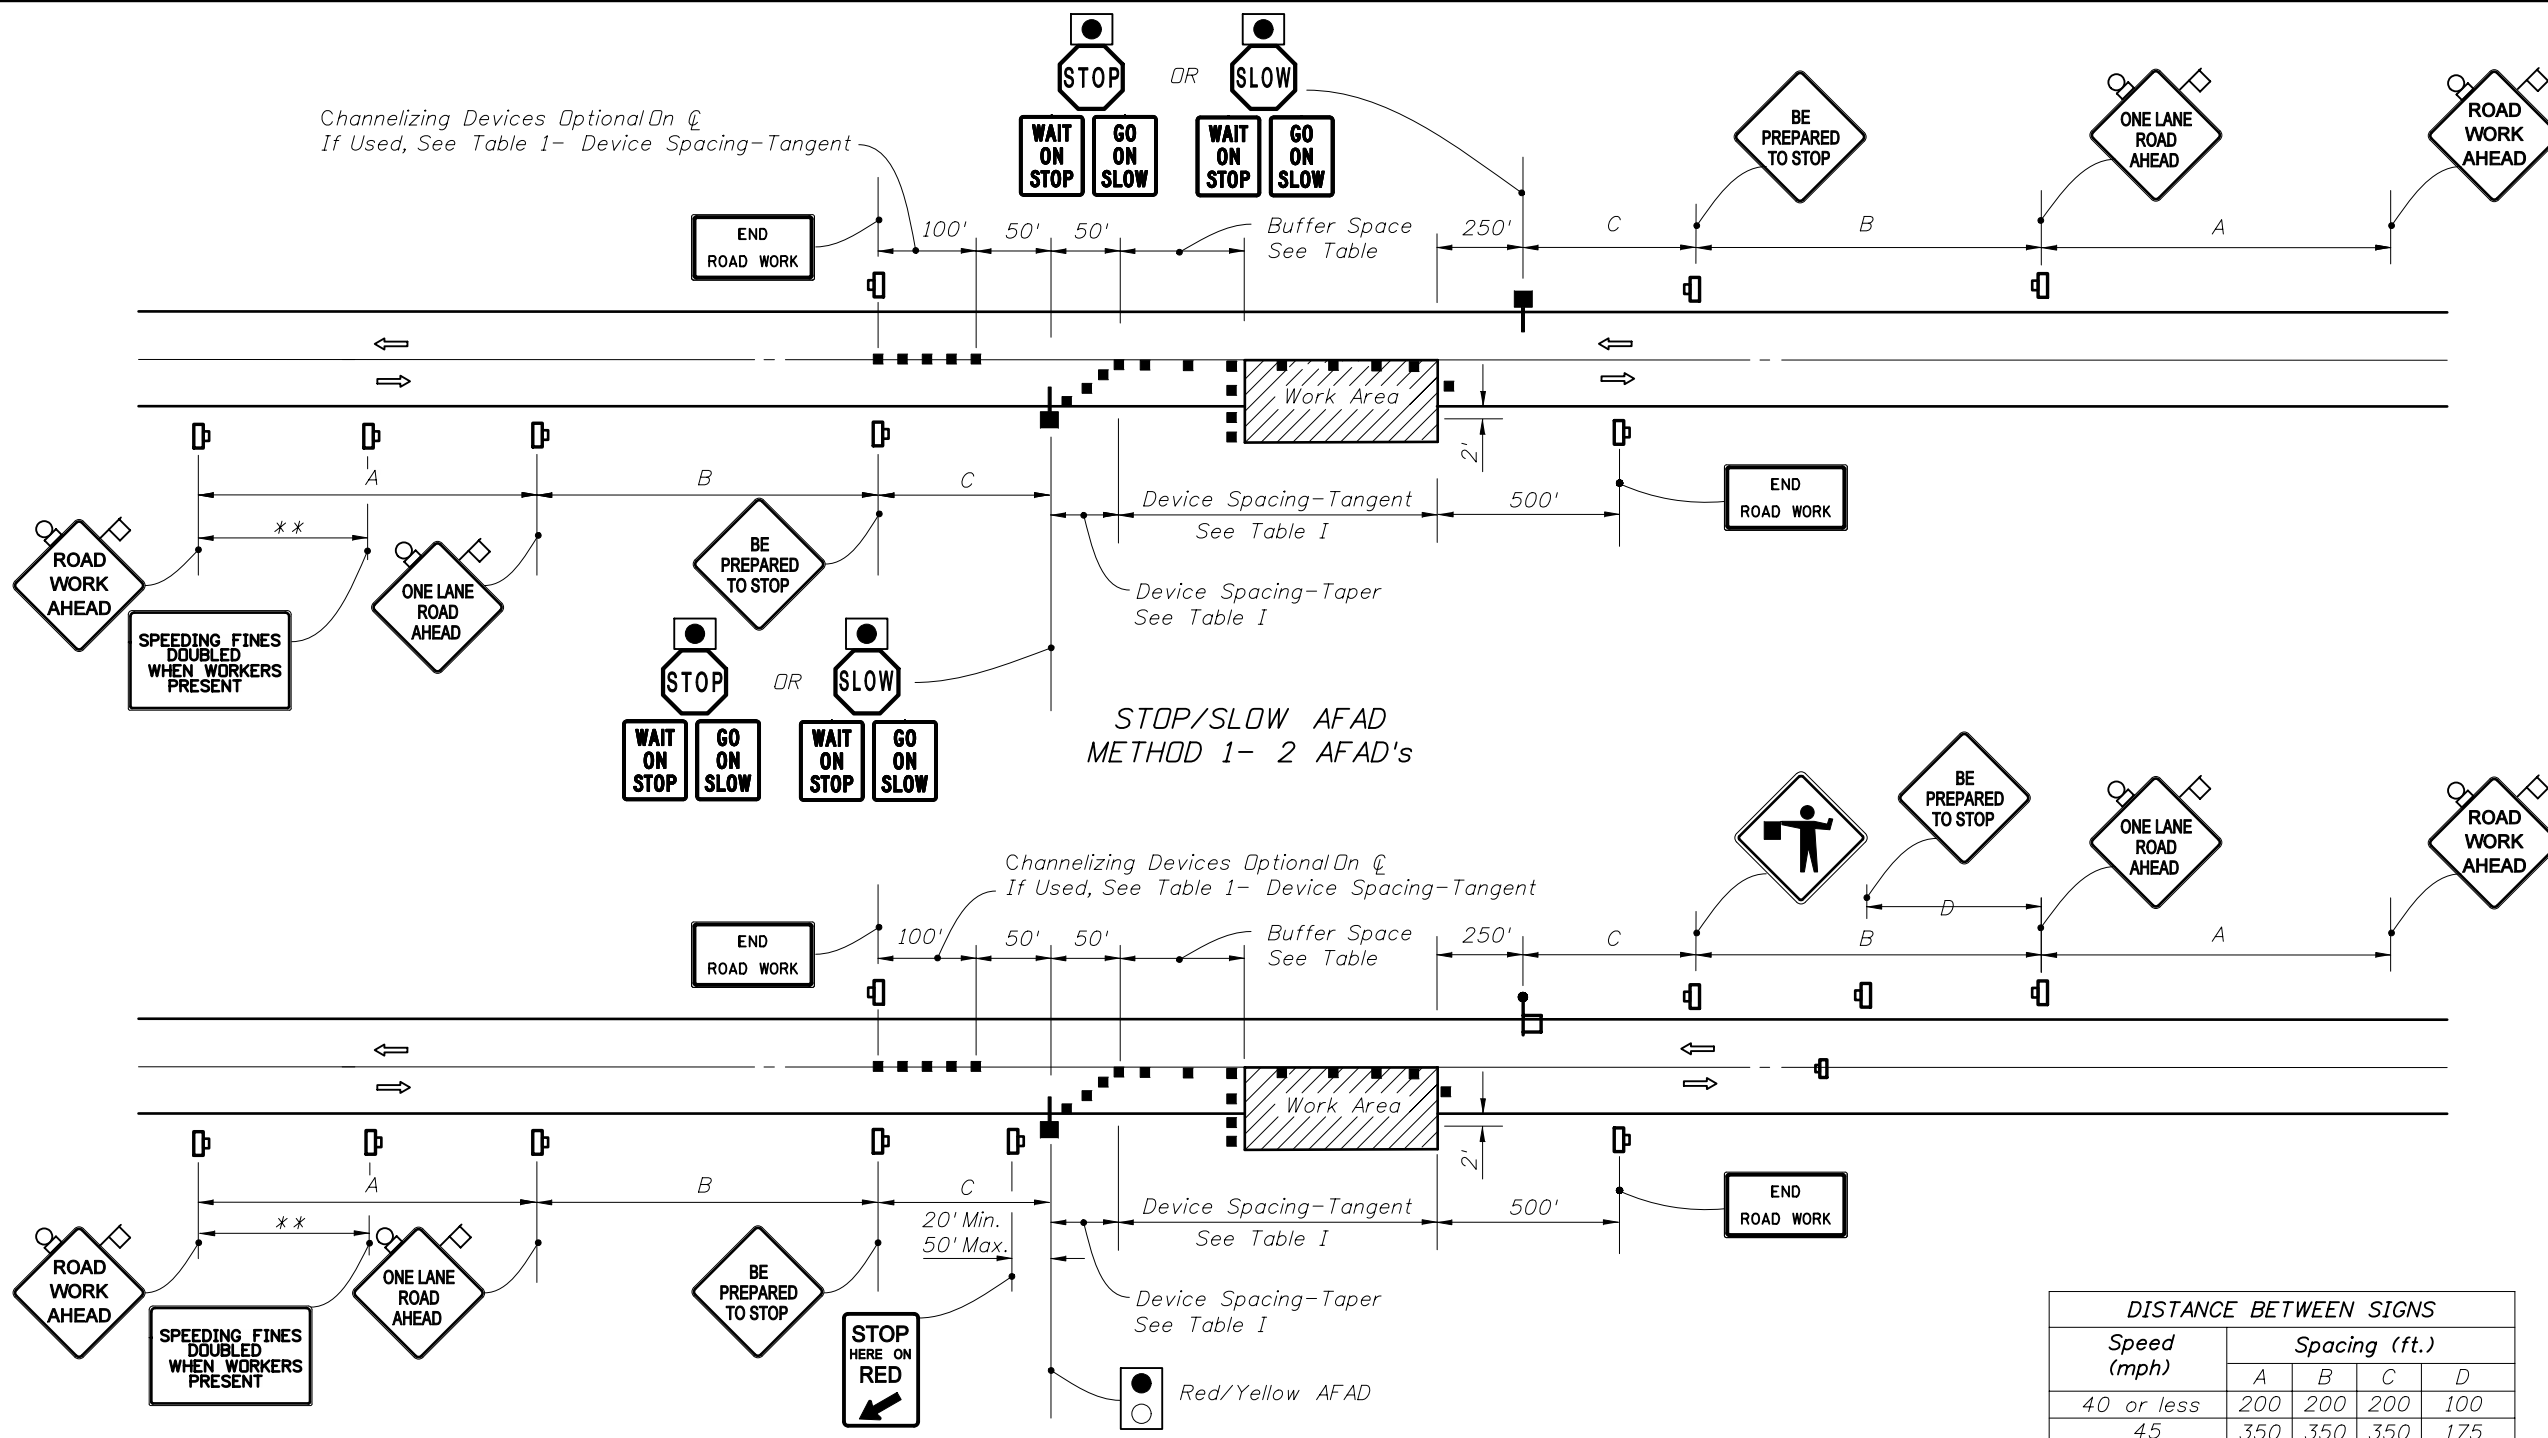 STOP
OR
SLOW
WAIT
ON
STOP
GO
ON
SLOW
WAIT
ON
STOP
GO
ON
SLOW
Channelizing Devices Optional On ℄
If Used, See Table 1- Device Spacing-Tangent
BE
PREPARED
TO STOP
ONE LANE
ROAD
AHEAD
ROAD
WORK
AHEAD
END
ROAD WORK
100'
50'
50'
Buffer Space
See Table
250'
C
B
A
Work Area
2'
A
B
C
**
Device Spacing-Tangent
See Table I
500'
END
ROAD WORK
ROAD
WORK
AHEAD
SPEEDING FINES
DOUBLED
WHEN WORKERS
PRESENT
ONE LANE
ROAD
AHEAD
BE
PREPARED
TO STOP
Device Spacing-Taper
See Table I
STOP
OR
SLOW
WAIT
ON
STOP
GO
ON
SLOW
WAIT
ON
STOP
GO
ON
SLOW
STOP/SLOW AFAD
METHOD 1- 2 AFAD's
BE
PREPARED
TO STOP
ONE LANE
ROAD
AHEAD
ROAD
WORK
AHEAD
Channelizing Devices Optional On ℄
If Used, See Table 1- Device Spacing-Tangent
END
ROAD WORK
100'
50'
50'
Buffer Space
See Table
250'
C
D
B
A
Work Area
2'
A
B
C
**
20' Min.
50' Max.
Device Spacing-Tangent
See Table I
500'
END
ROAD WORK
ROAD
WORK
AHEAD
SPEEDING FINES
DOUBLED
WHEN WORKERS
PRESENT
ONE LANE
ROAD
AHEAD
BE
PREPARED
TO STOP
STOP
HERE ON
RED
Device Spacing-Taper
See Table I
Red/Yellow AFAD
DISTANCE BETWEEN SIGNS
Speed
(mph)
Spacing (ft.)
A B C D
40 or less 200 200 200 100
45 350 350 350 175